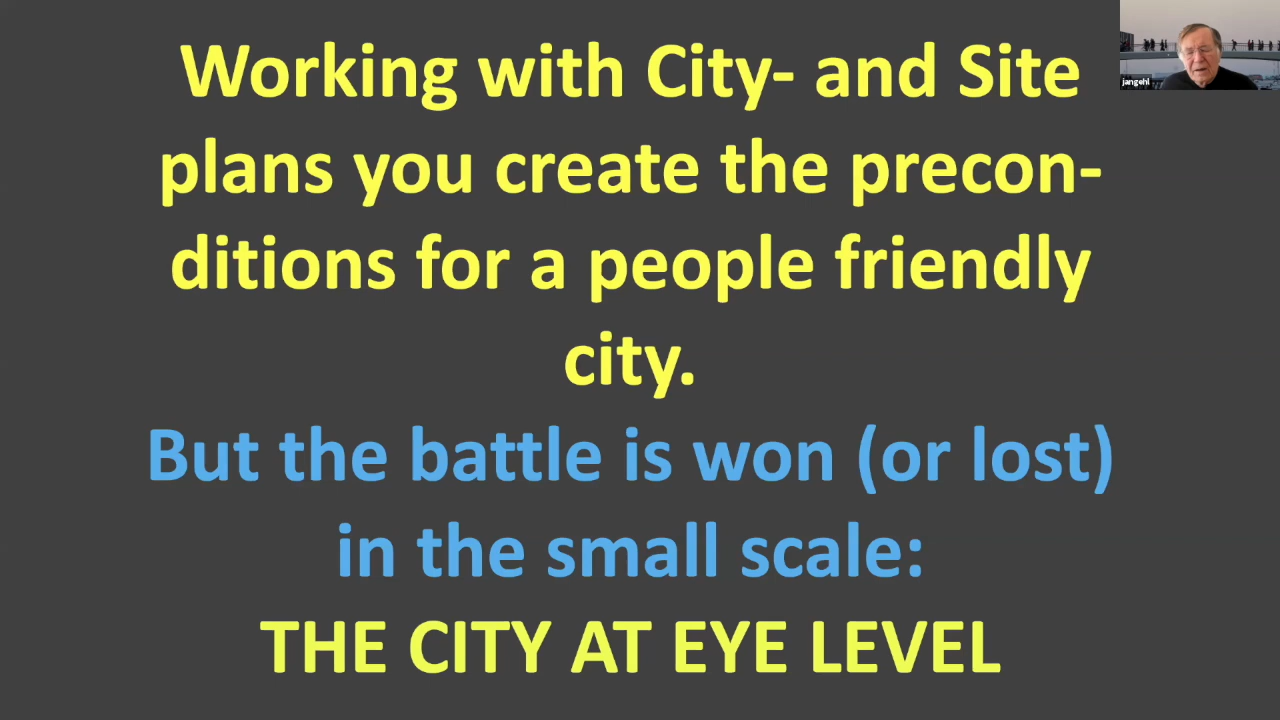 Working with City- and Site
plans you create the precon-
ditions for a people friendly
city.
But the battle is won (or lost)
in the small scale:
THE CITY AT EYE LEVEL
jangehl